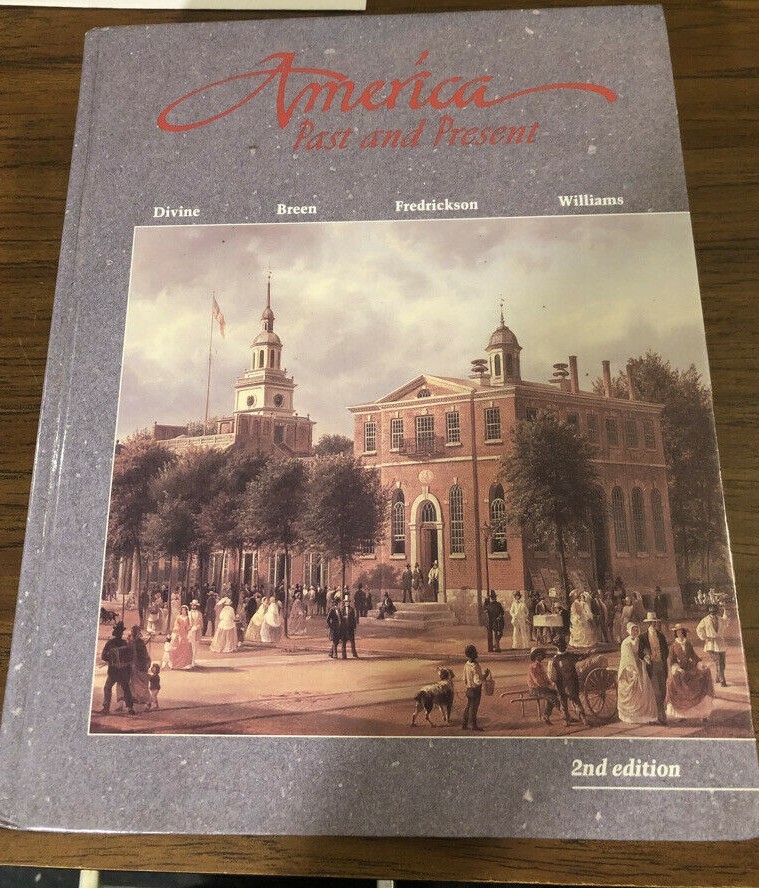 America
Past and Present
Divine Breen Fredrickson Williams
2nd edition